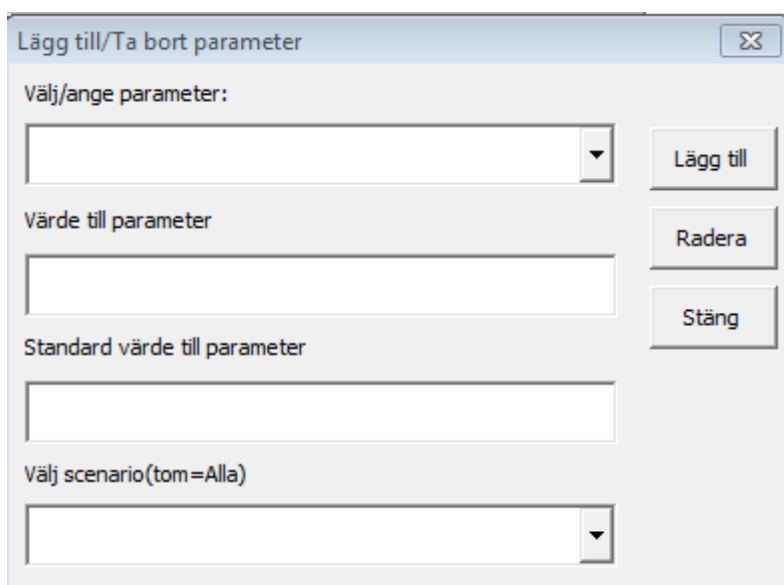 Lägg till/Ta bort parameter
Välj/ange parameter:
Lägg till
Värde till parameter
Radera
Stäng
Standard värde till parameter
Välj scenario(tom=Alla)